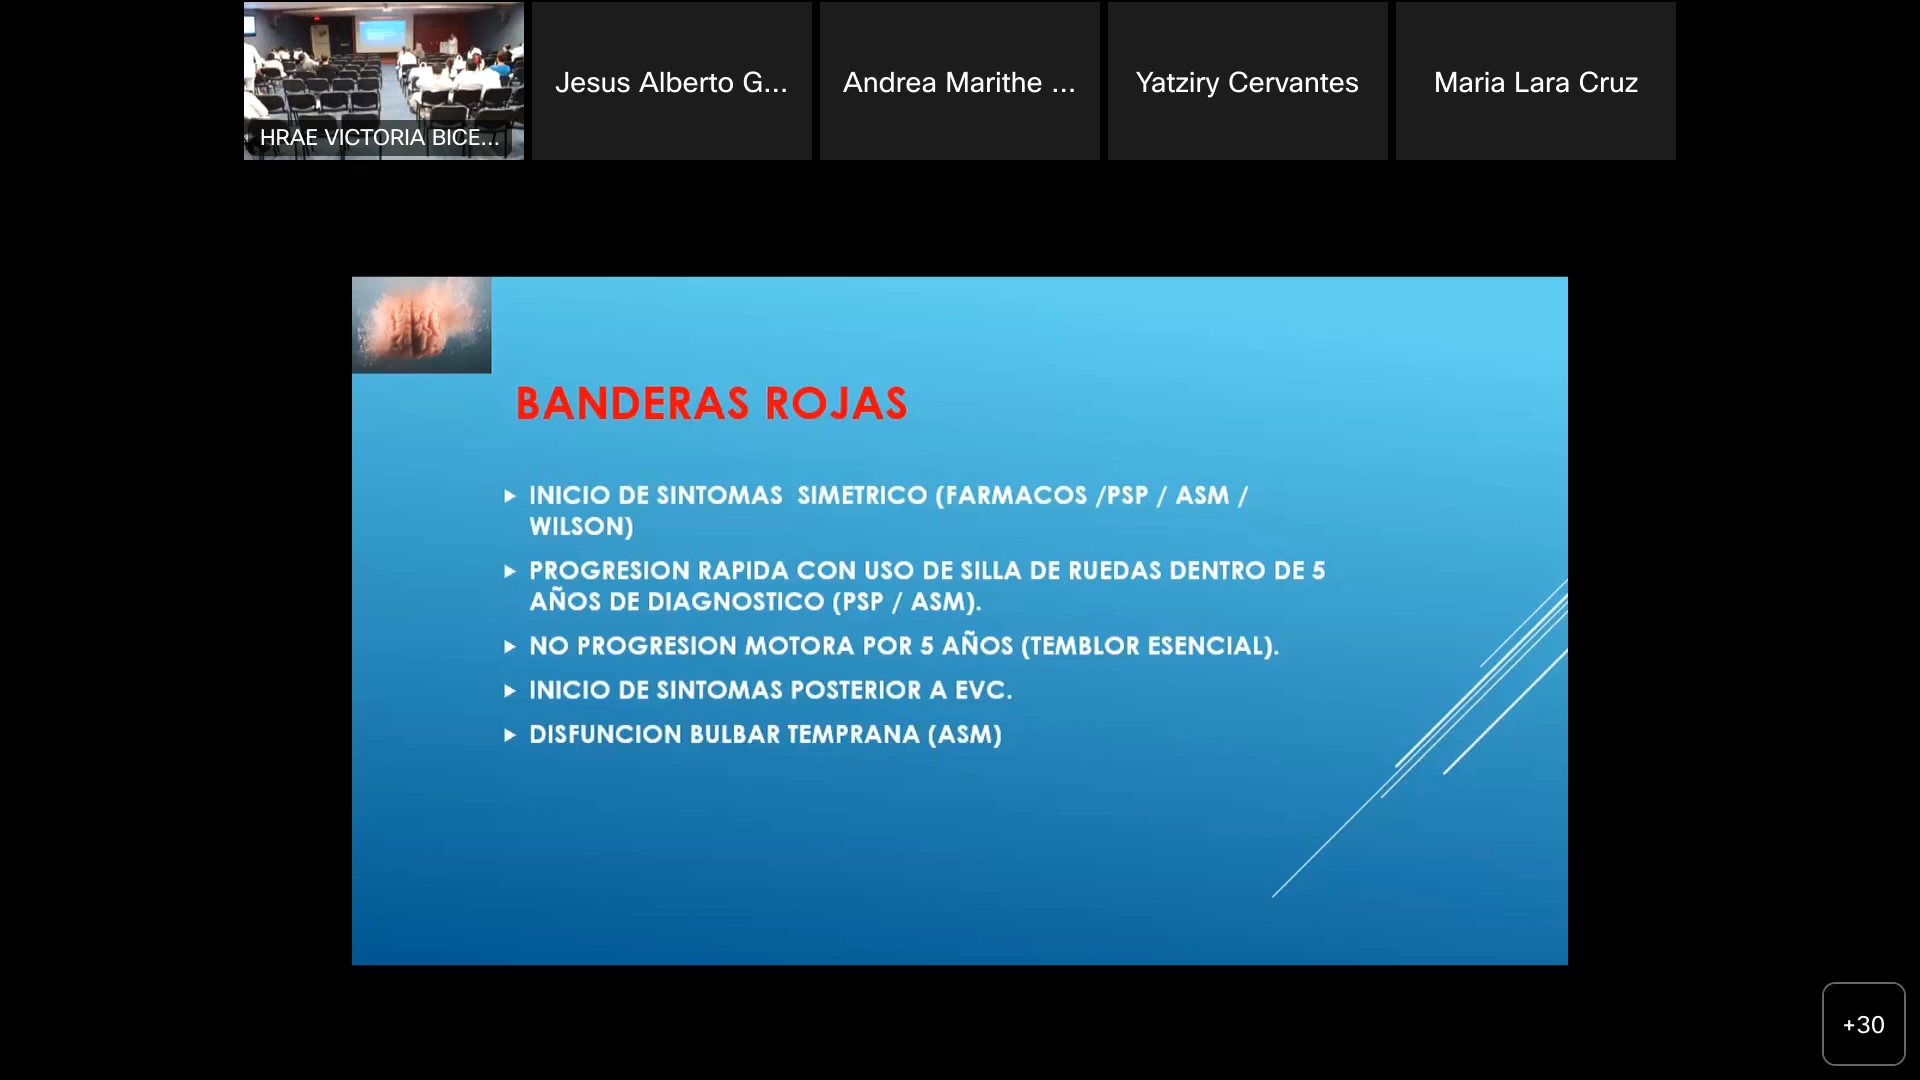 HRAE VICTORIA BICE...
Jesus Alberto G...
Andrea Marithe ...
Yatziry Cervantes
Maria Lara Cruz
BANDERAS ROJAS
INICIO DE SINTOMAS SIMETRICO (FARMACOS /PSP / ASM /
WILSON)
PROGRESION RAPIDA CON USO DE SILLA DE RUEDAS DENTRO DE 5
AÑOS DE DIAGNOSTICO (PSP / ASM).
NO PROGRESION MOTORA POR 5 AÑOS (TEMBLOR ESENCIAL).
INICIO DE SINTOMAS POSTERIOR A EVC.
DISFUNCION BULBAR TEMPRANA (ASM)
+30